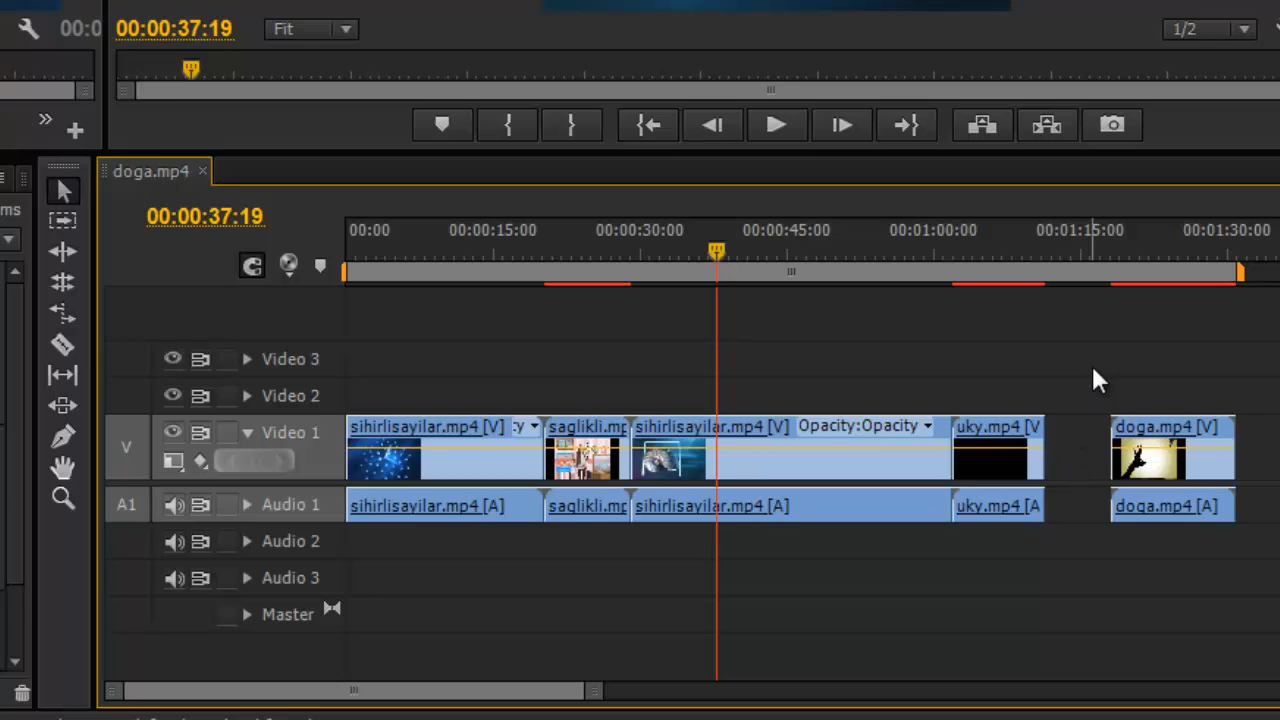 00:0
00:00:37:19
Fit
1/2
doga.mp4
ms
00:00:37:19
00:00
00:00:15:00
00:00:30:00
00:00:45:00
00:01:00:00
00:01:15:00
00:01:30:00
Video 3
Video 2
V
Video 1
sihirlisayilar.mp4 [V]
:y
saglikli.mp
sihirlisayilar.mp4 [V]
Opacity:Opacity
uky.mp4 [V
doga.mp4 [V]
A1
Audio 1
sihirlisayilar.mp4 [A]
saglikli.mp
sihirlisayilar.mp4 [A]
uky.mp4 [A
doga.mp4 [A]
Audio 2
Audio 3
Master